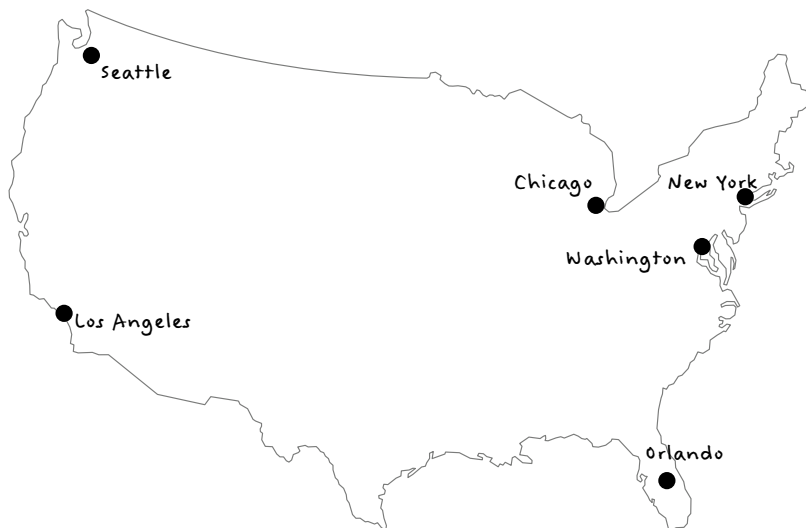 Seattle
Chicago
New York
Washington
Los Angeles
Orlando